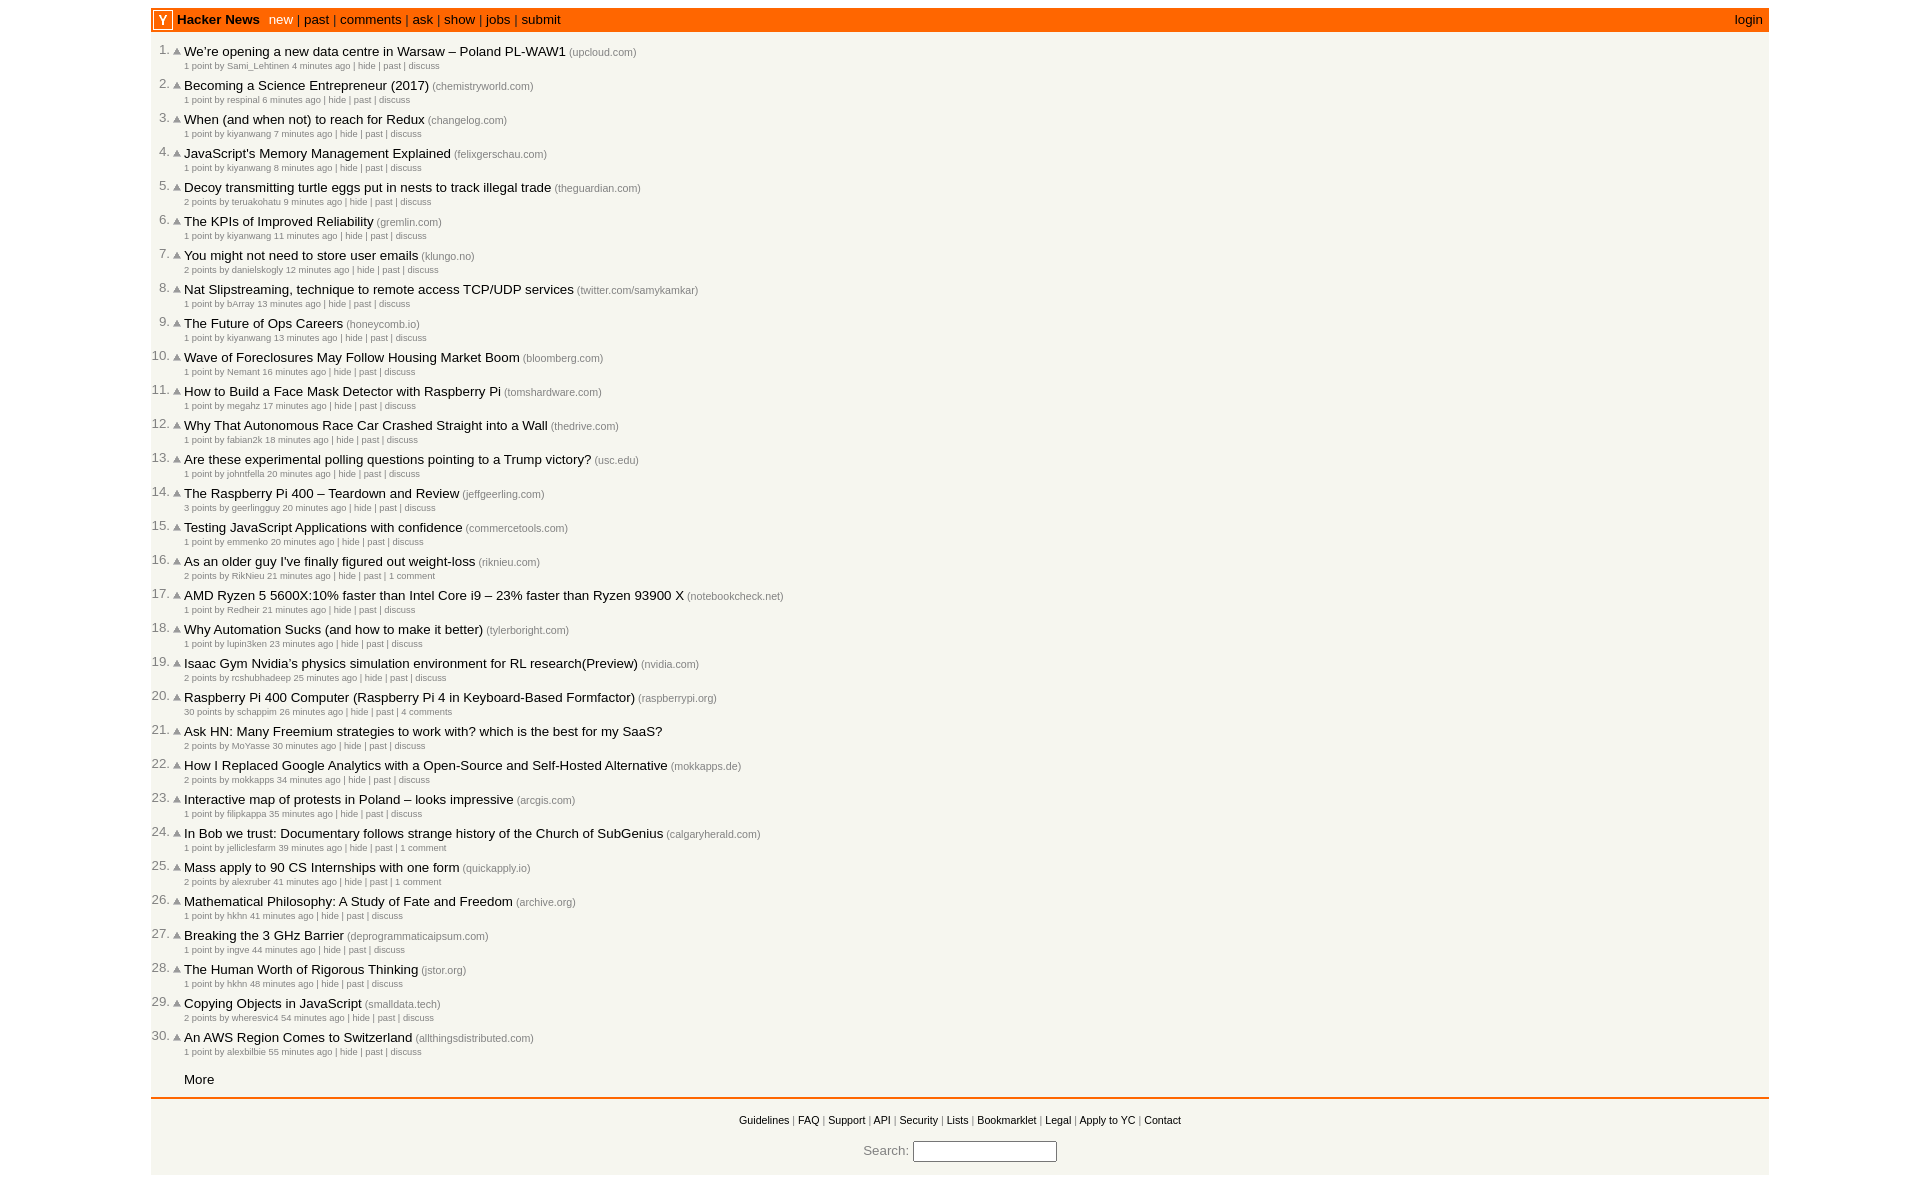 Y Hacker News new | past | comments | ask | show | jobs | submit login
1. We're opening a new data centre in Warsaw – Poland PL-WAW1 (upcloud.com)
1 point by Sami_Lehtinen 4 minutes ago | hide | past | discuss
2. Becoming a Science Entrepreneur (2017) (chemistryworld.com)
1 point by respinal 6 minutes ago | hide | past | discuss
3. When (and when not) to reach for Redux (changelog.com)
1 point by kiyanwang 7 minutes ago | hide | past | discuss
4. JavaScript's Memory Management Explained (felixgerschau.com)
1 point by kiyanwang 8 minutes ago | hide | past | discuss
5. Decoy transmitting turtle eggs put in nests to track illegal trade (theguardian.com)
2 points by teruakohatu 9 minutes ago | hide | past | discuss
6. The KPIs of Improved Reliability (gremlin.com)
1 point by kiyanwang 11 minutes ago | hide | past | discuss
7. You might not need to store user emails (klungo.no)
2 points by danielskogly 12 minutes ago | hide | past | discuss
8. Nat Slipstreaming, technique to remote access TCP/UDP services (twitter.com/samykamkar)
1 point by bArray 13 minutes ago | hide | past | discuss
9. The Future of Ops Careers (honeycomb.io)
1 point by kiyanwang 13 minutes ago | hide | past | discuss
10. Wave of Foreclosures May Follow Housing Market Boom (bloomberg.com)
1 point by Nemant 16 minutes ago | hide | past | discuss
11. How to Build a Face Mask Detector with Raspberry Pi (tomshardware.com)
1 point by megahz 17 minutes ago | hide | past | discuss
12. Why That Autonomous Race Car Crashed Straight into a Wall (thedrive.com)
1 point by fabian2k 18 minutes ago | hide | past | discuss
13. Are these experimental polling questions pointing to a Trump victory? (usc.edu)
1 point by johntfella 20 minutes ago | hide | past | discuss
14. The Raspberry Pi 400 – Teardown and Review (jeffgeerling.com)
3 points by geerlingguy 20 minutes ago | hide | past | discuss
15. Testing JavaScript Applications with confidence (commercetools.com)
1 point by emmenko 20 minutes ago | hide | past | discuss
16. As an older guy I've finally figured out weight-loss (riknieu.com)
2 points by RikNieu 21 minutes ago | hide | past | 1 comment
17. AMD Ryzen 5 5600X:10% faster than Intel Core i9 – 23% faster than Ryzen 93900 X (notebookcheck.net)
1 point by Redheir 21 minutes ago | hide | past | discuss
18. Why Automation Sucks (and how to make it better) (tylerboright.com)
1 point by lupin3ken 23 minutes ago | hide | past | discuss
19. Isaac Gym Nvidia's physics simulation environment for RL research(Preview) (nvidia.com)
2 points by rcshubhadeep 25 minutes ago | hide | past | discuss
20. Raspberry Pi 400 Computer (Raspberry Pi 4 in Keyboard-Based Formfactor) (raspberrypi.org)
30 points by schappim 26 minutes ago | hide | past | 4 comments
21. Ask HN: Many Freemium strategies to work with? which is the best for my SaaS?
2 points by MoYasse 30 minutes ago | hide | past | discuss
22. How I Replaced Google Analytics with a Open-Source and Self-Hosted Alternative (mokkapps.de)
2 points by mokkapps 34 minutes ago | hide | past | discuss
23. Interactive map of protests in Poland – looks impressive (arcgis.com)
1 point by filipkappa 35 minutes ago | hide | past | discuss
24. In Bob we trust: Documentary follows strange history of the Church of SubGenius (calgaryherald.com)
1 point by jelliclesfarm 39 minutes ago | hide | past | 1 comment
25. Mass apply to 90 CS Internships with one form (quickapply.io)
2 points by alexruber 41 minutes ago | hide | past | 1 comment
26. Mathematical Philosophy: A Study of Fate and Freedom (archive.org)
1 point by hkhn 41 minutes ago | hide | past | discuss
27. Breaking the 3 GHz Barrier (deprogrammaticaipsum.com)
1 point by ingve 44 minutes ago | hide | past | discuss
28. The Human Worth of Rigorous Thinking (jstor.org)
1 point by hkhn 48 minutes ago | hide | past | discuss
29. Copying Objects in JavaScript (smalldata.tech)
2 points by wheresvic4 54 minutes ago | hide | past | discuss
30. An AWS Region Comes to Switzerland (allthingsdistributed.com)
1 point by alexbilbie 55 minutes ago | hide | past | discuss
More
Guidelines | FAQ | Support | API | Security | Lists | Bookmarklet | Legal | Apply to YC | Contact
Search: